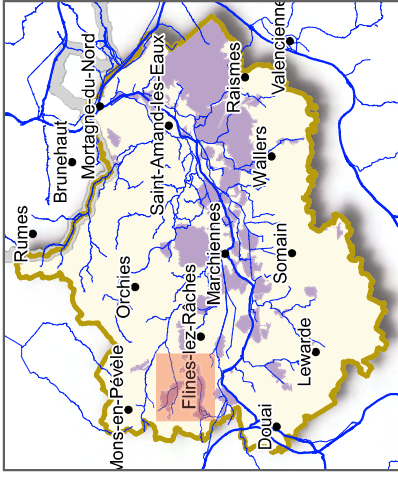 Rumes
Brunehaut
Mortagne-du-Nord
Saint-Amand-les-Eaux
Raismes
Valencienne
Wallers
Orchies
Marchiennes
Somain
Flines-lez-Râches
Mons-en-Pévèle
Lewarde
Douai